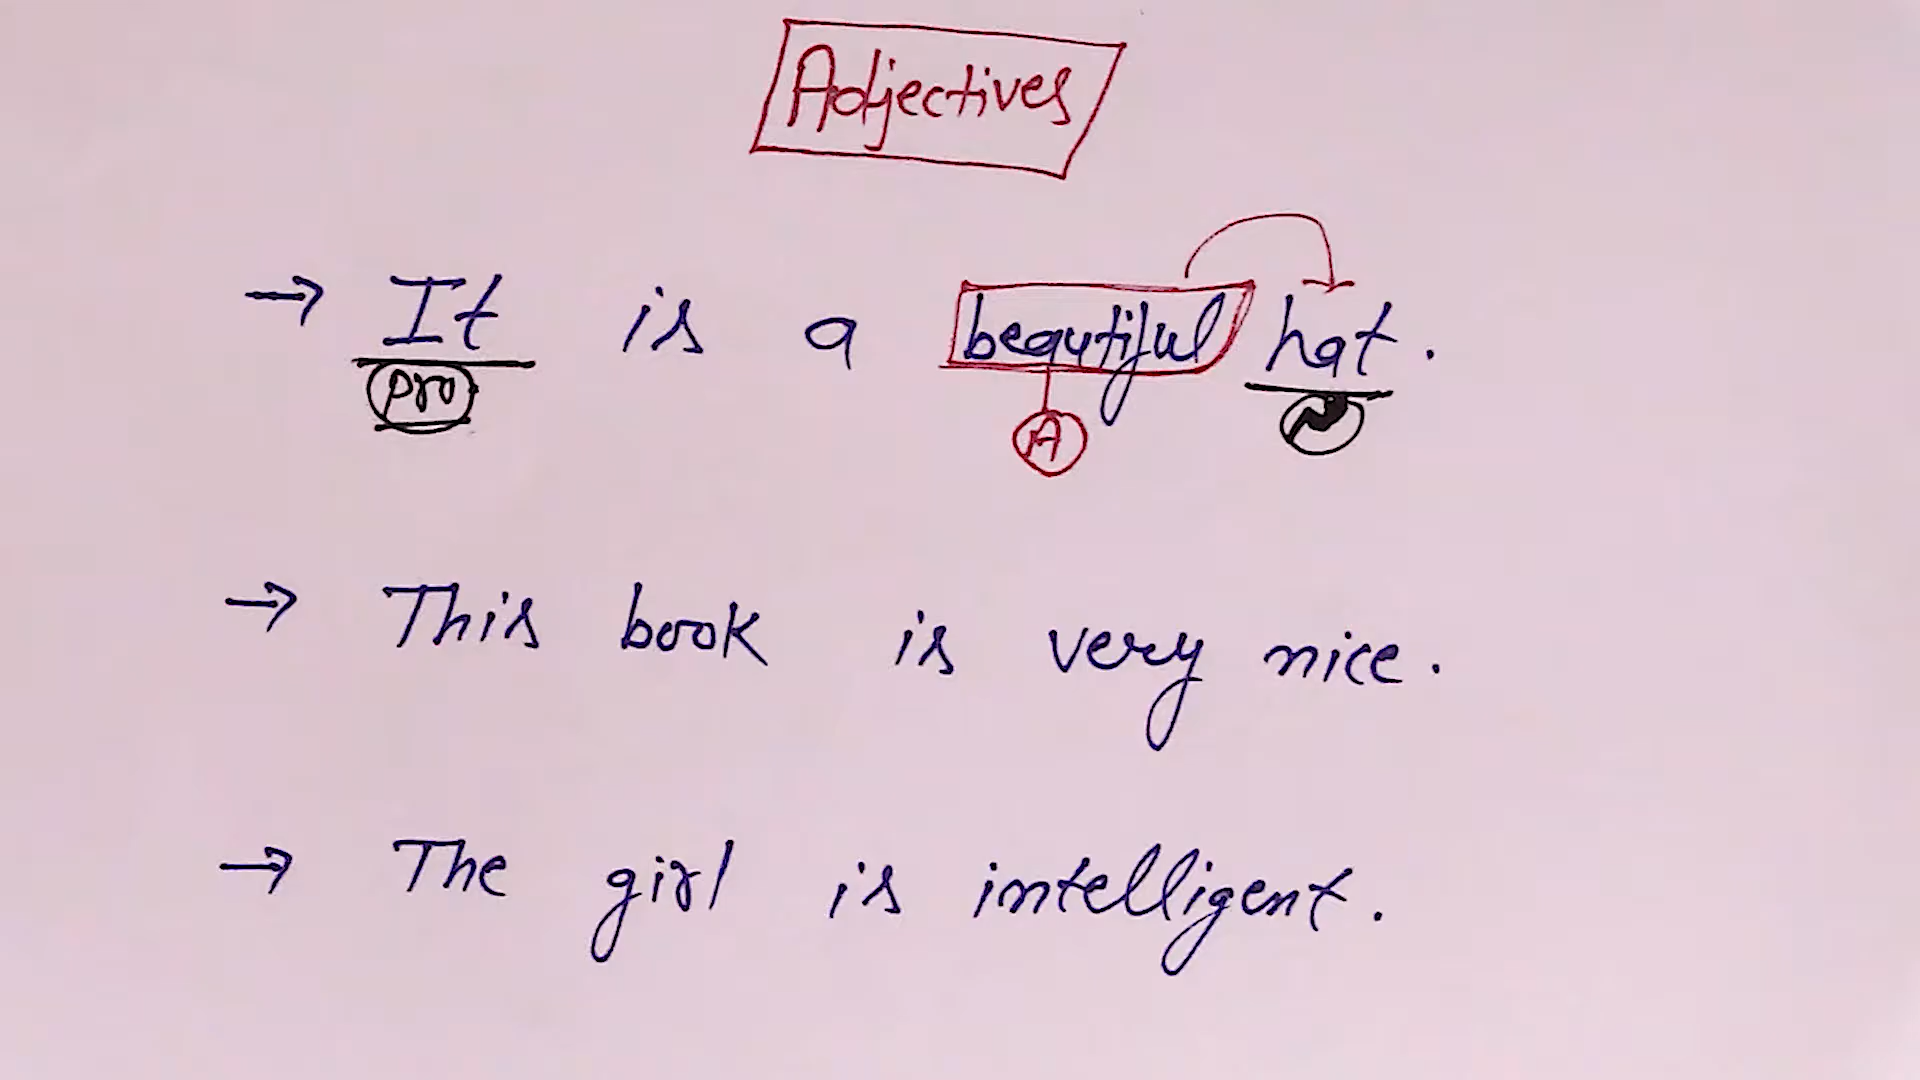 Adjectives
→ It is a beautiful hat.
pro A N
→ This book is very nice.
→ The girl is intelligent.